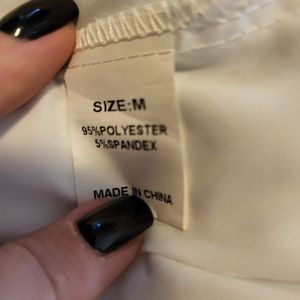 SIZE:M
95%POLYESTER
5%SPANDEX
MADE IN CHINA